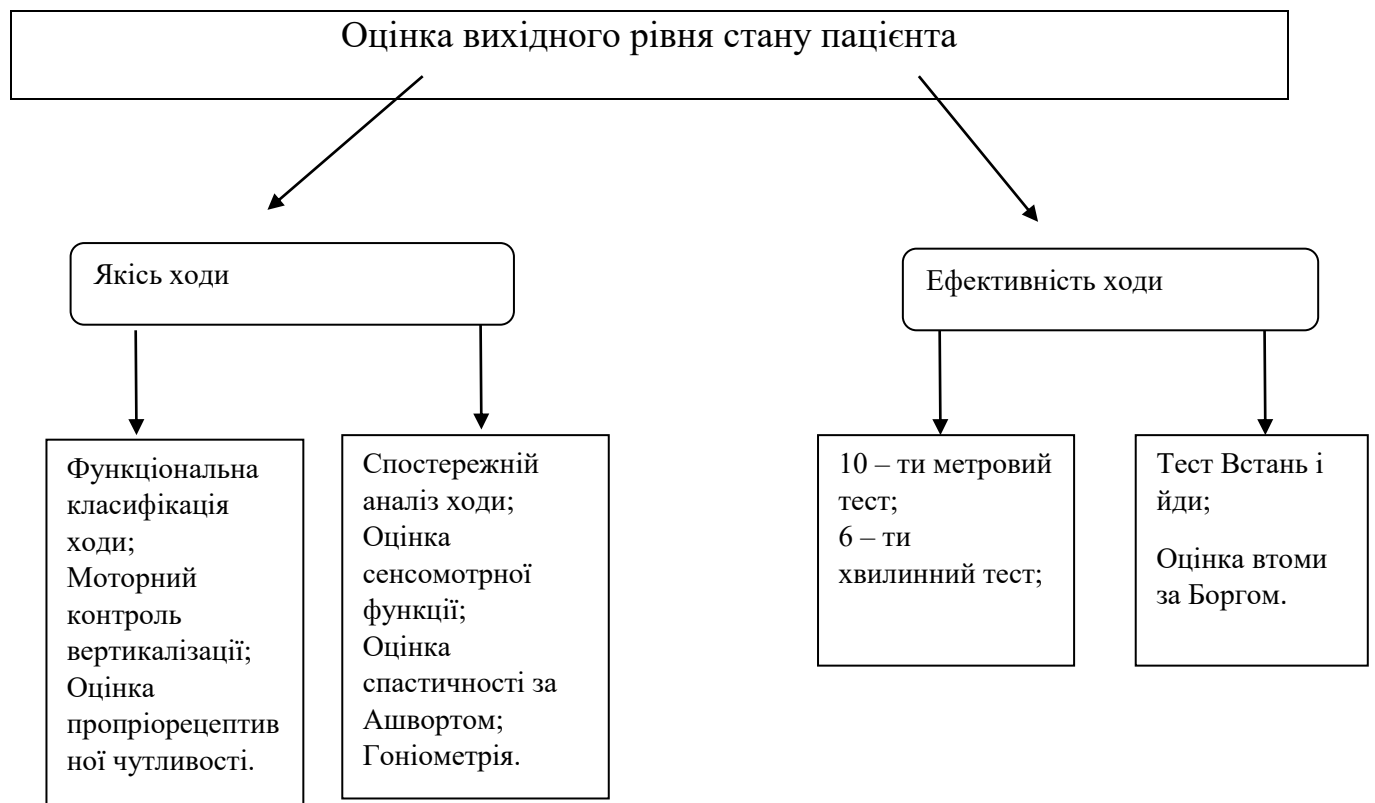 Оцінка вихідного рівня стану пацієнта
Якісь ходи
Ефективність ходи
Функціональна
класифікація
ходи;
Моторний
контроль
вертикалізації;
Оцінка
пропріорецептив
ної чутливості.
Спостережній
аналіз ходи;
Оцінка
сенсомотрної
функції;
Оцінка
спастичності за
Ашвортом;
Гоніометрія.
10 – ти метровий
тест;
6 – ти
хвилинний тест;
Тест Встань і
йди;
Оцінка втоми
за Боргом.